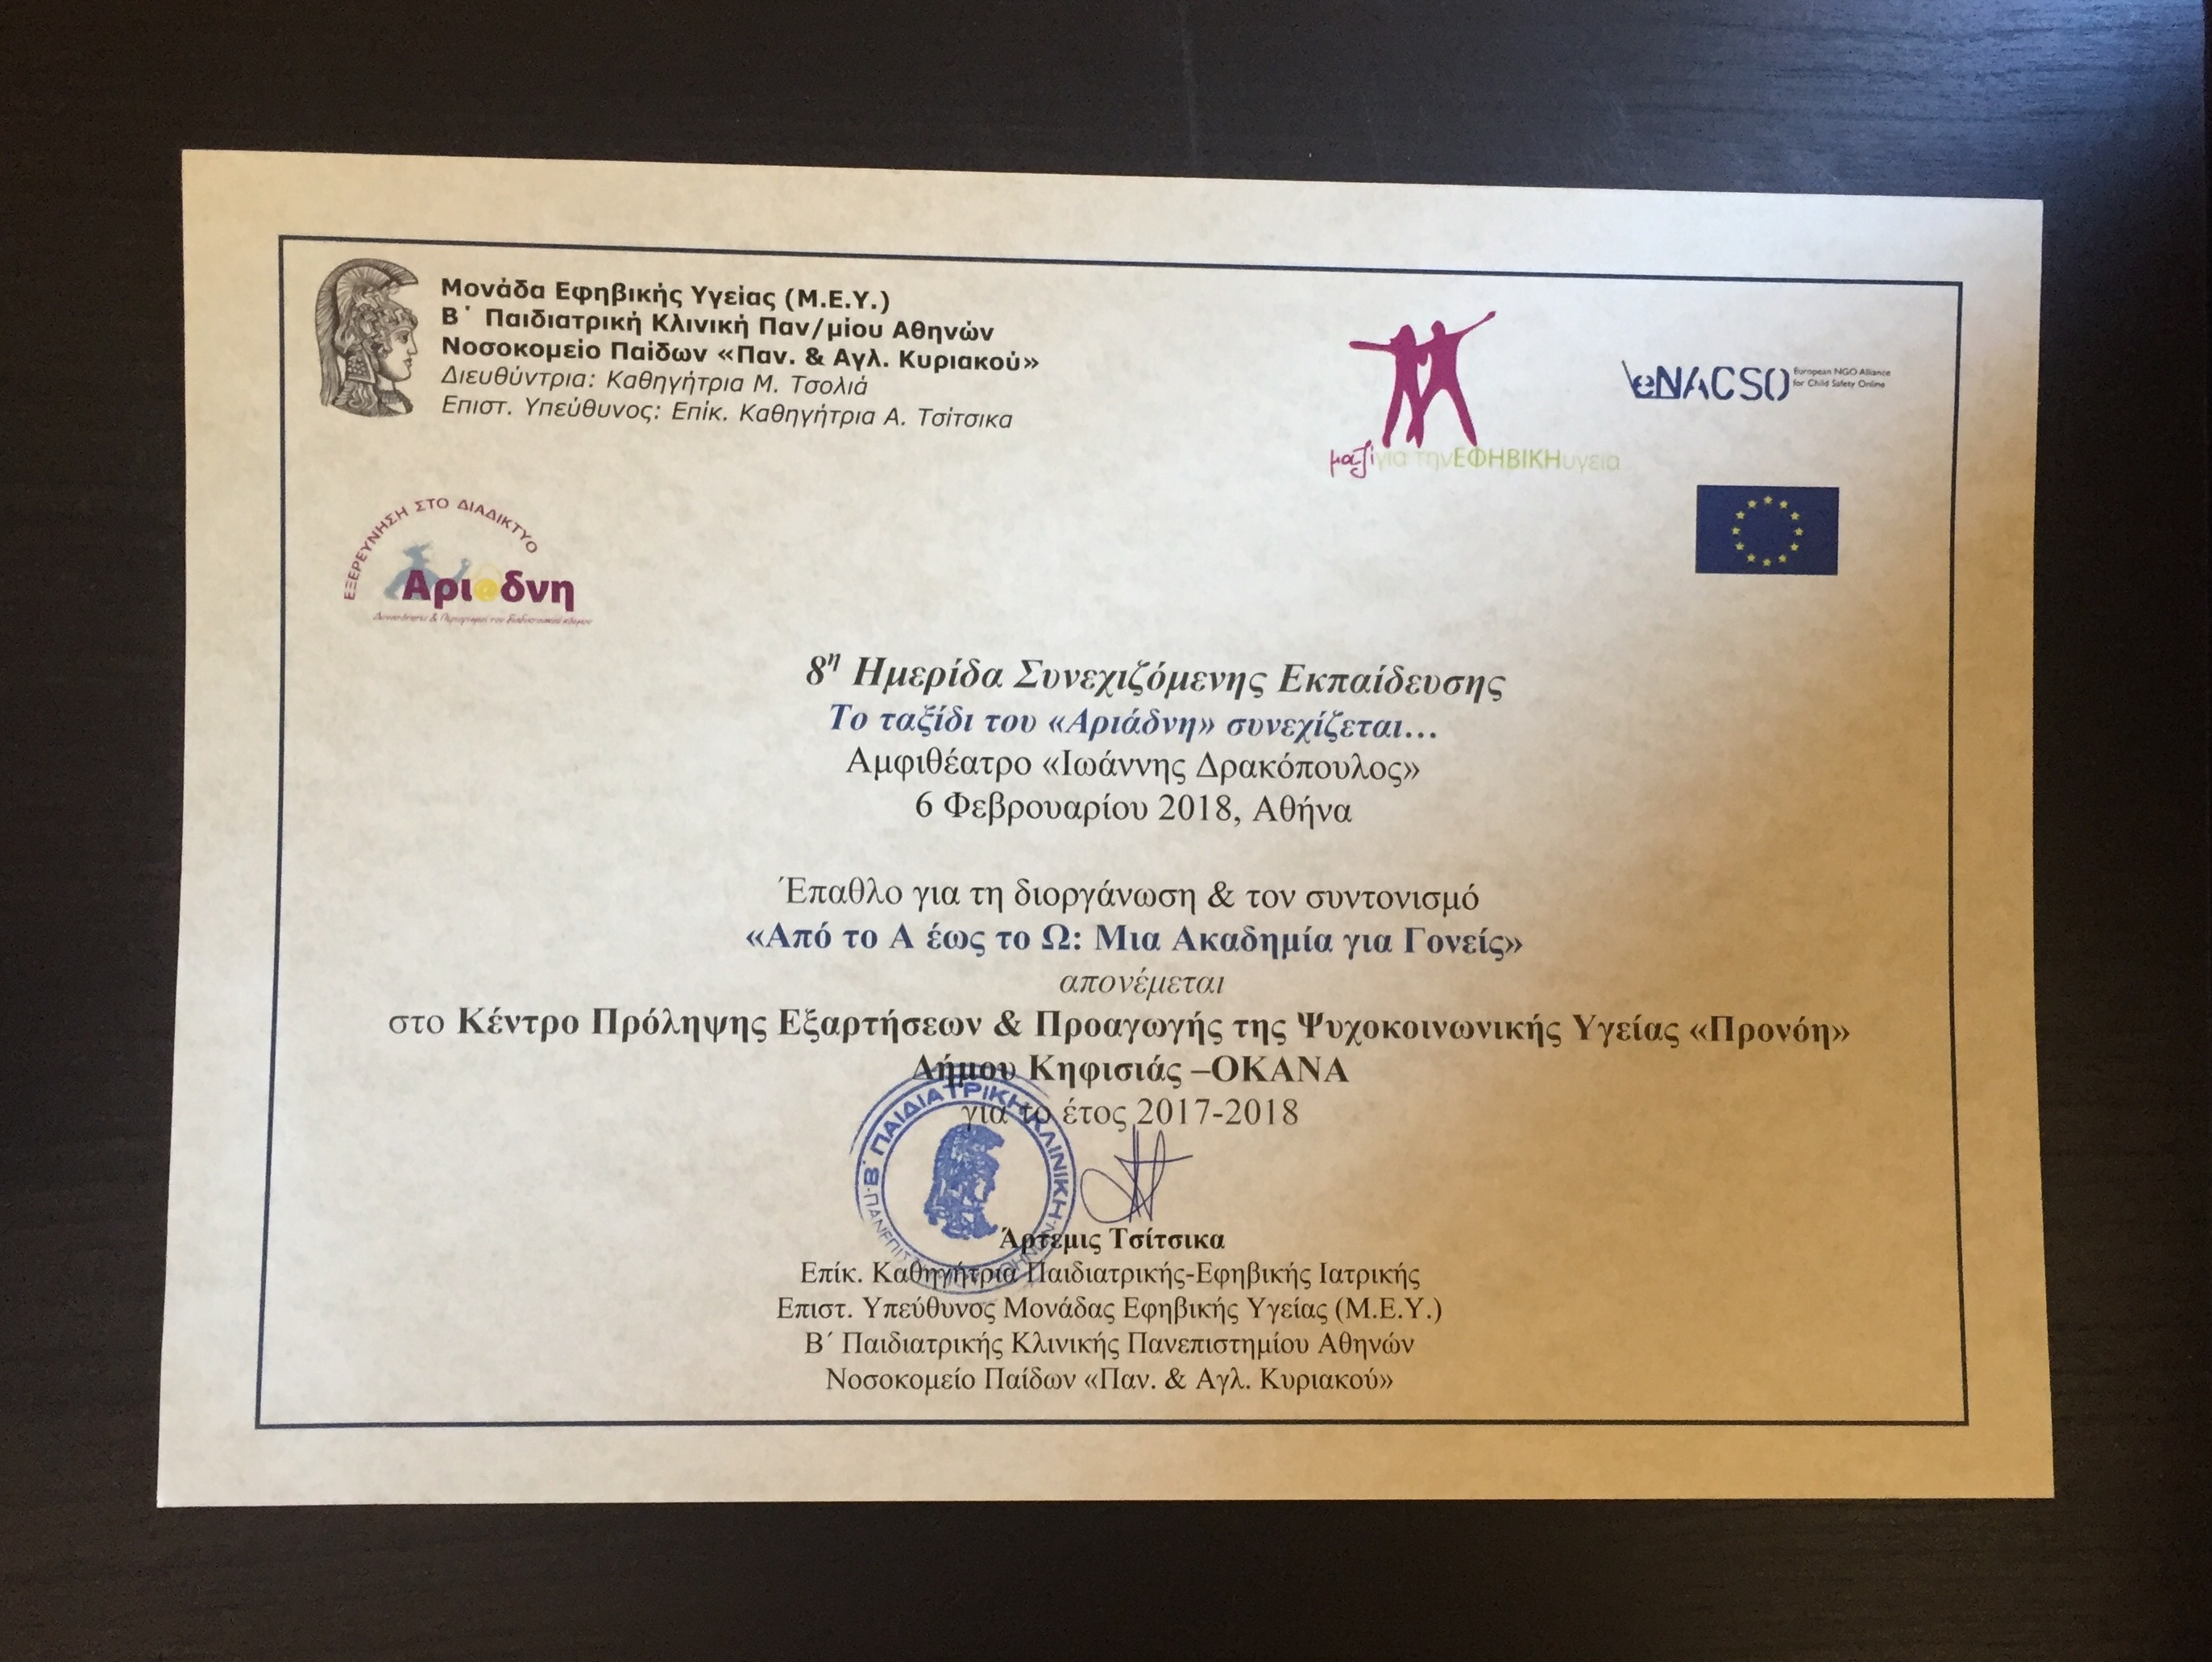 Μονάδα Εφηβικής Υγείας (Μ.Ε.Υ.)
Β΄ Παιδιατρική Κλινική Παν/μίου Αθηνών
Νοσοκομείο Παίδων «Παν. & Αγλ. Κυριακού»
Διευθύντρια: Καθηγήτρια Μ. Τσολιά
Επιστ. Υπεύθυνος: Επίκ. Καθηγήτρια Α. Τσίτσικα
μαζί για την ΕΦΗΒΙΚΗ υγεία
eNACSO
European NGO Alliance
for Child Safety Online
ΕΞΕΡΕΥΝΗΣΗ ΣΤΟ ΔΙΑΔΙΚΤΥΟ
Αρι@δνη
8η Ημερίδα Συνεχιζόμενης Εκπαίδευσης
Το ταξίδι του «Αριάδνη» συνεχίζεται…
Αμφιθέατρο «Ιωάννης Δρακόπουλος»
6 Φεβρουαρίου 2018, Αθήνα
Έπαθλο για τη διοργάνωση & τον συντονισμό
«Από το Α έως το Ω: Μια Ακαδημία για Γονείς»
απονέμεται
στο Κέντρο Πρόληψης Εξαρτήσεων & Προαγωγής της Ψυχοκοινωνικής Υγείας «Προνόη»
Δήμου Κηφισιάς –ΟΚΑΝΑ
για το έτος 2017-2018
Β΄ ΠΑΙΔΙΑΤΡΙΚΗ ΚΛΙΝΙΚΗ
Άρτεμις Τσίτσικα
Επίκ. Καθηγήτρια Παιδιατρικής-Εφηβικής Ιατρικής
Επιστ. Υπεύθυνος Μονάδας Εφηβικής Υγείας (Μ.Ε.Υ.)
Β΄ Παιδιατρικής Κλινικής Πανεπιστημίου Αθηνών
Νοσοκομείο Παίδων «Παν. & Αγλ. Κυριακού»